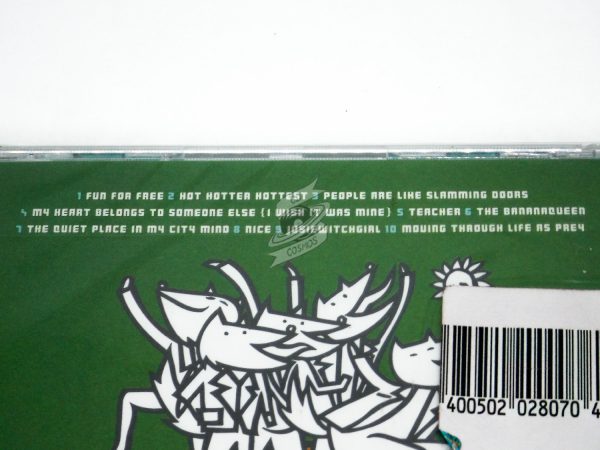 1 FUN FOR FREE 2 HOT HOTTER HOTTEST 3 PEOPLE ARE LIKE SLAMMING DOORS
4 MY HEART BELONGS TO SOMEONE ELSE (I WISH IT WAS MINE) 5 TEACHER 6 THE BANANAQUEEN
7 THE QUIET PLACE IN MY CITY MIND 8 NICE 9 JOSIEWITCHGIRL 10 MOVING THROUGH LIFE AS PREY
COSMOS
400502 028070 4